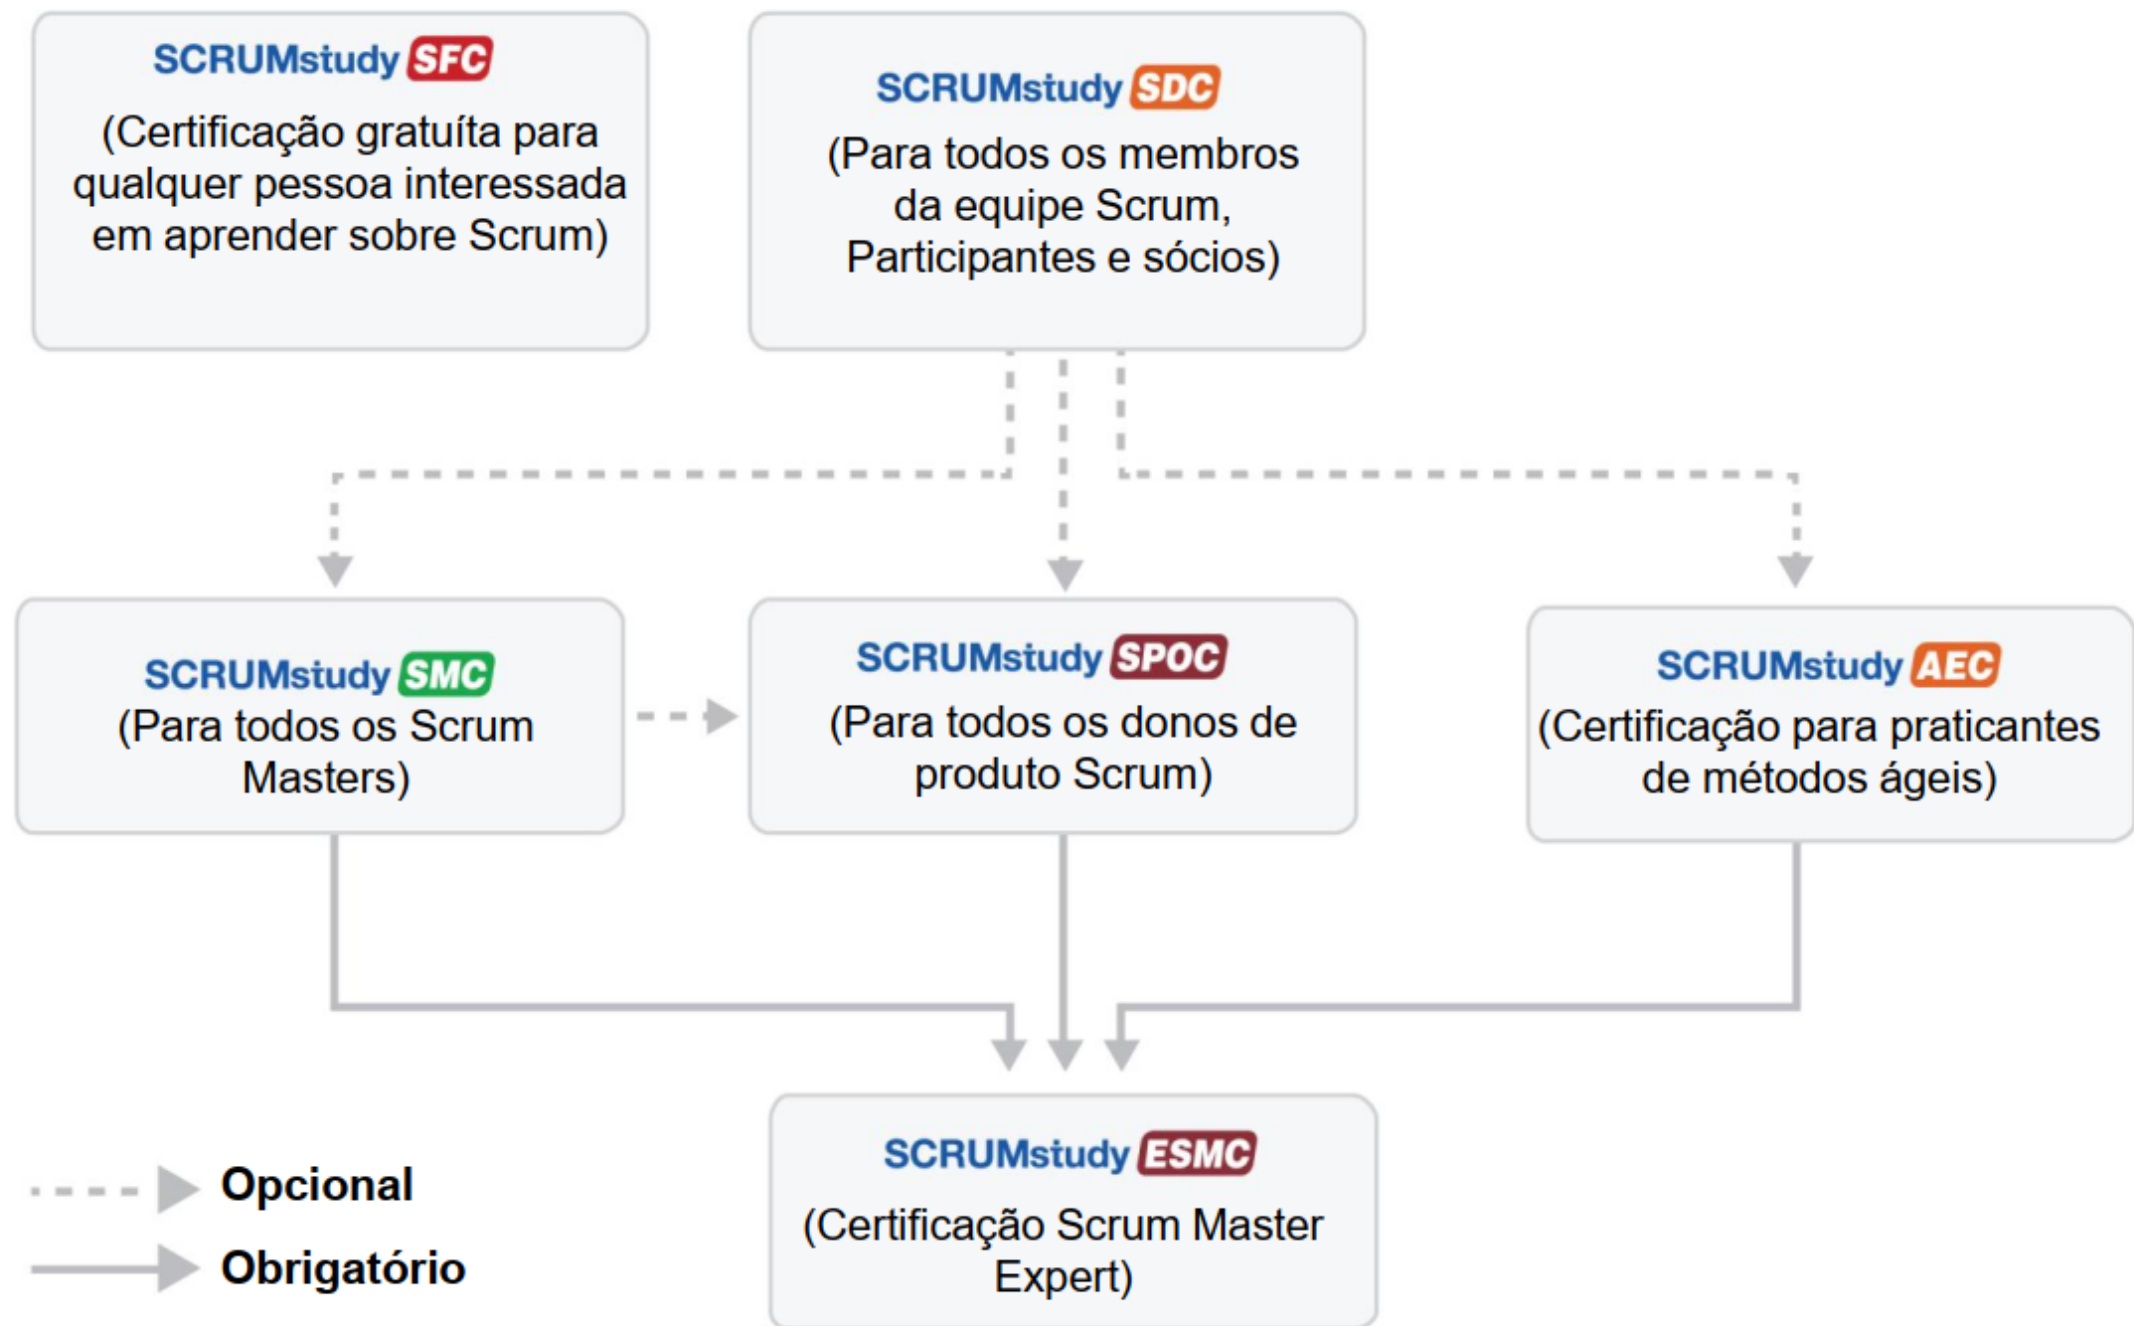 SCRUMstudy SFC
(Certificação gratuíta para
qualquer pessoa interessada
em aprender sobre Scrum)
SCRUMstudy SDC
(Para todos os membros
da equipe Scrum,
Participantes e sócios)
SCRUMstudy SMC
(Para todos os Scrum
Masters)
SCRUMstudy SPOC
(Para todos os donos de
produto Scrum)
SCRUMstudy AEC
(Certificação para praticantes
de métodos ágeis)
SCRUMstudy ESMC
(Certificação Scrum Master
Expert)
Opcional
Obrigatório